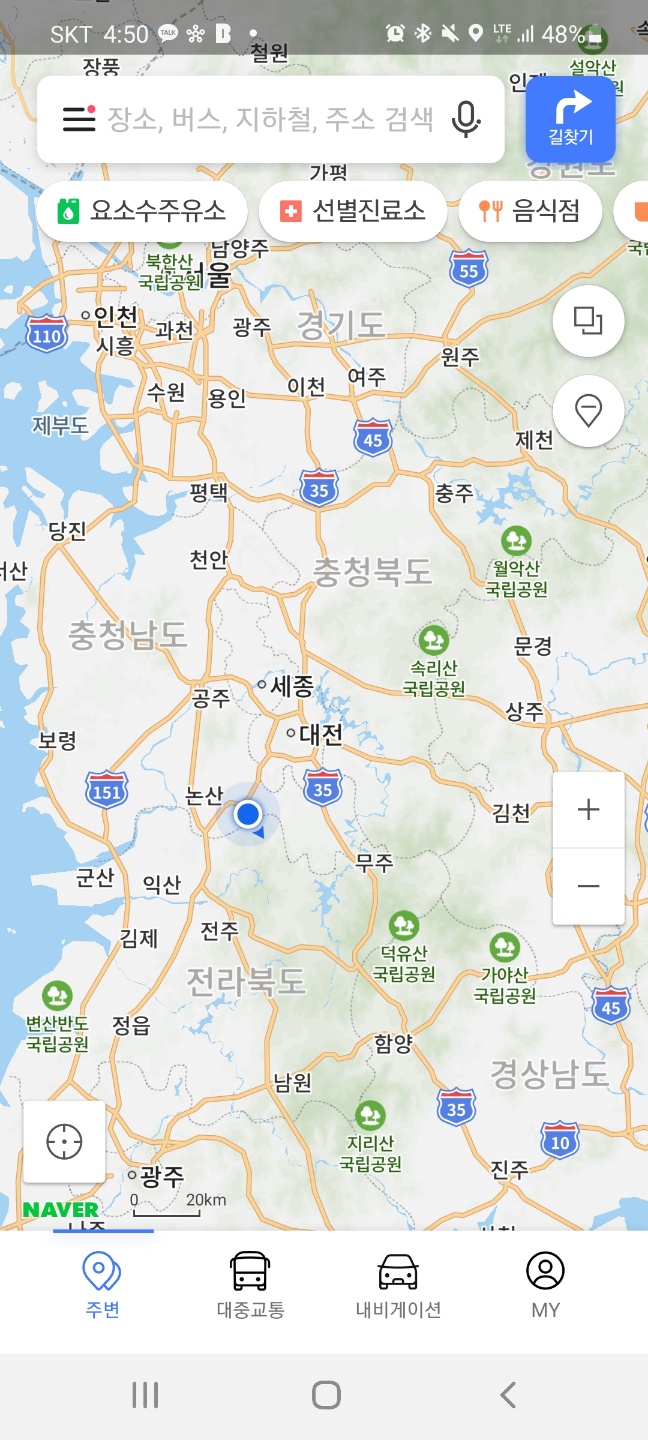 SKT 4:50 TALK LTE 48%
철원
장풍
설악산
장소, 버스, 지하철, 주소 검색
길찾기
가평
강원도
요소수주유소
선별진료소
음식점
남양주
북한산
국립공원
서울
55
인천
110
시흥
과천
광주
경기도
원주
수원
용인
이천
여주
제부도
45
제천
35
평택
충주
당진
천안
월악산
국립공원
충청북도
충청남도
속리산
국립공원
문경
세종
공주
상주
보령
대전
151
논산
35
김천
무주
군산
익산
김제
전주
덕유산
국립공원
가야산
국립공원
전라북도
변산반도
국립공원
정읍
45
함양
경상남도
남원
35
지리산
국립공원
10
광주
진주
0 20km
NAVER
주변
대중교통
내비게이션
MY